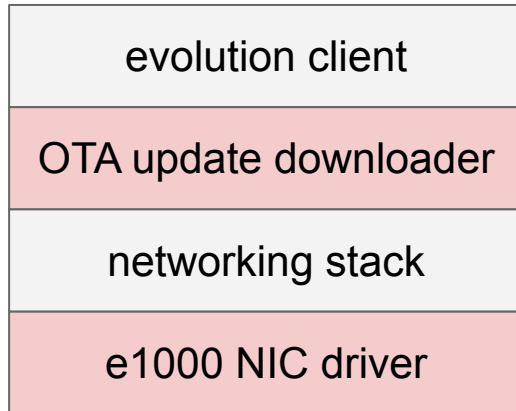 evolution client
OTA update downloader
networking stack
e1000 NIC driver